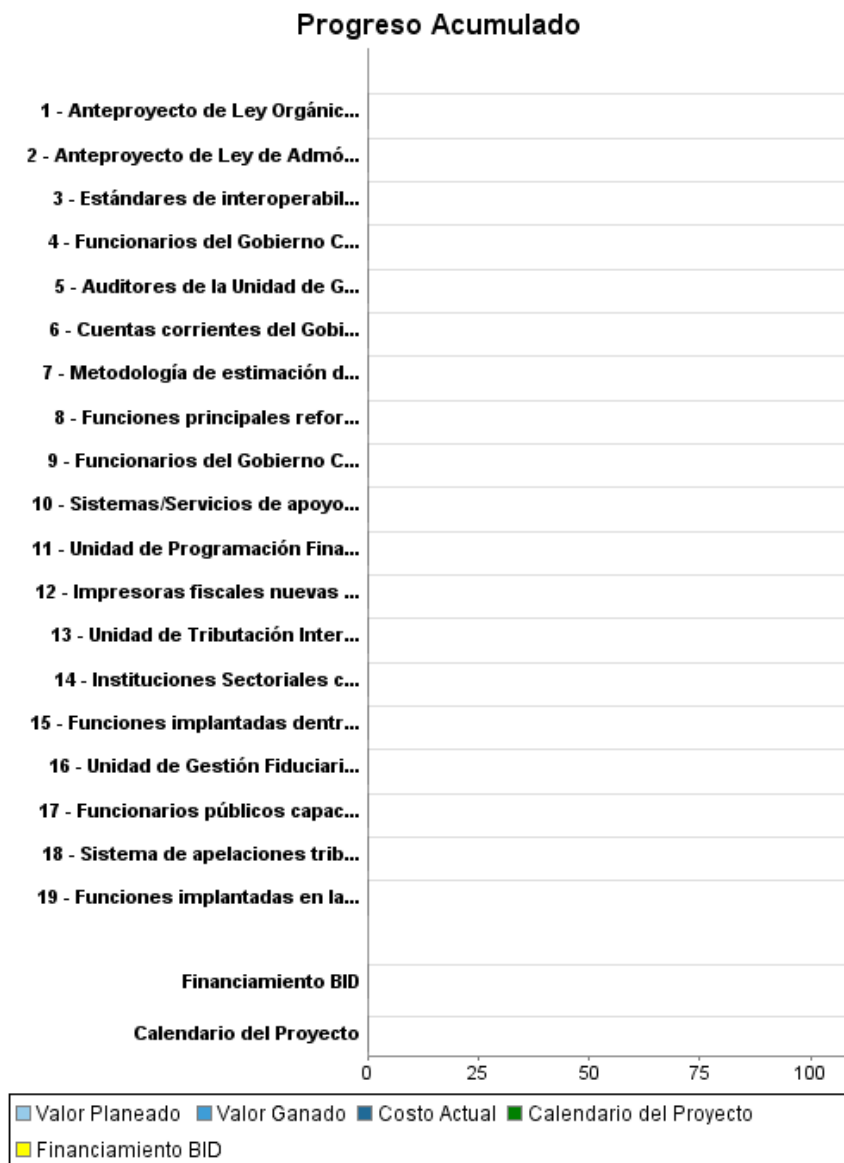 Progreso Acumulado
1 - Anteproyecto de Ley Orgánic...
2 - Anteproyecto de Ley de Admó...
3 - Estándares de interoperabil...
4 - Funcionarios del Gobierno C...
5 - Auditores de la Unidad de G...
6 - Cuentas corrientes del Gobi...
7 - Metodología de estimación d...
8 - Funciones principales refor...
9 - Funcionarios del Gobierno C...
10 - Sistemas/Servicios de apoyo...
11 - Unidad de Programación Fina...
12 - Impresoras fiscales nuevas ...
13 - Unidad de Tributación Inter...
14 - Instituciones Sectoriales c...
15 - Funciones implantadas dentr...
16 - Unidad de Gestión Fiduciari...
17 - Funcionarios públicos capac...
18 - Sistema de apelaciones trib...
19 - Funciones implantadas en la...
Financiamiento BID
Calendario del Proyecto
0 25 50 75 100
Valor Planeado Valor Ganado Costo Actual Calendario del Proyecto
Financiamiento BID